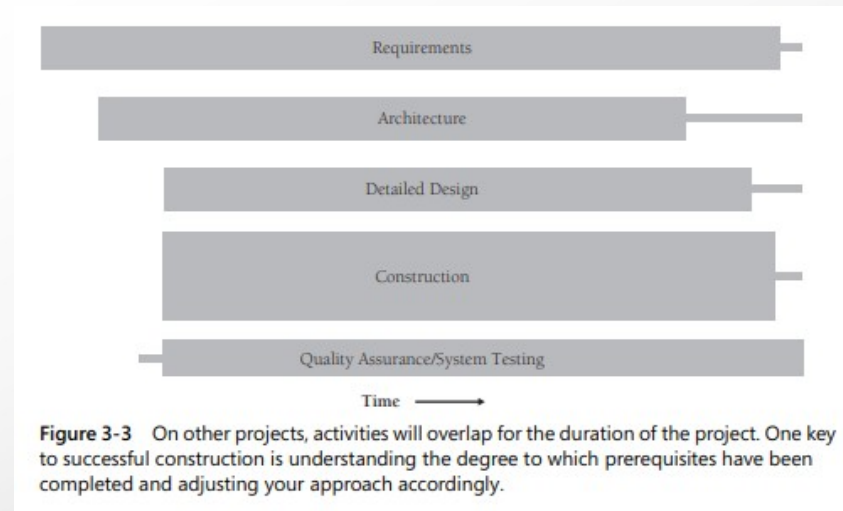 Requirements
Architecture
Detailed Design
Construction
Quality Assurance/System Testing
Time
Figure 3-3 On other projects, activities will overlap for the duration of the project. One key
to successful construction is understanding the degree to which prerequisites have been
completed and adjusting your approach accordingly.